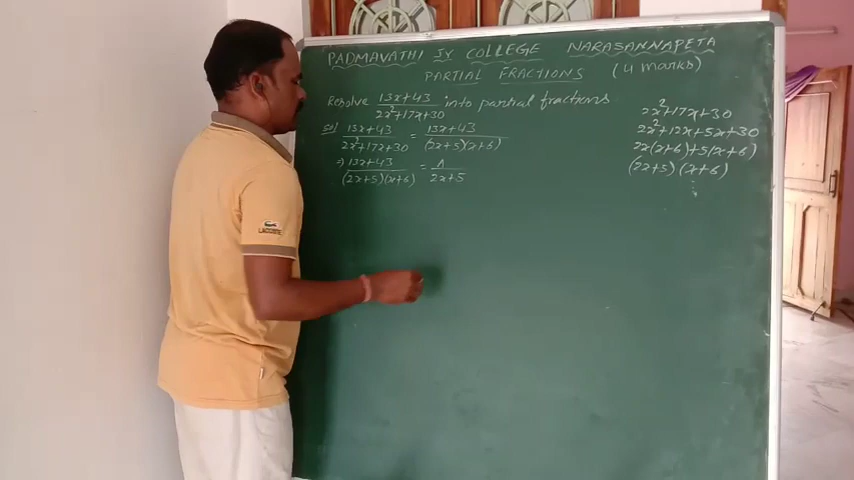 PADMAVATHI Jr COLLEGE NARASANNAPETA
PARTIAL FRACTIONS (4 marks)
Resolve 13x+43 / 2x²+17x+30 into partial fractions
Sol 13x+43 / 2x²+17x+30 = 13x+43 / (2x+5)(x+6)
⇒ 13x+43 / (2x+5)(x+6) = A / 2x+5
2x²+17x+30
2x²+12x+5x+30
2x(x+6)+5(x+6)
(2x+5)(x+6)
LACOSTE